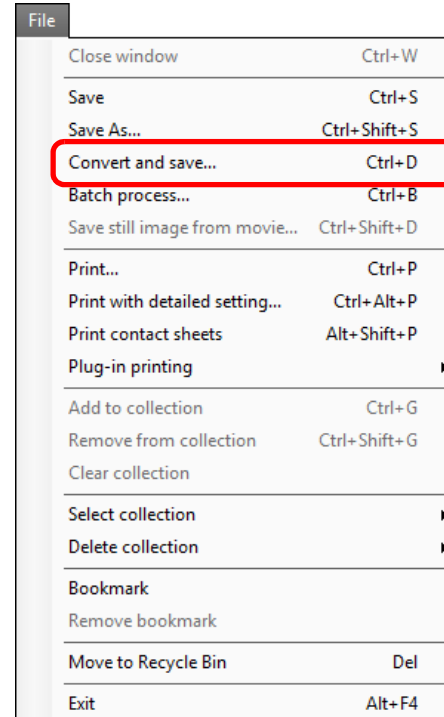 File
Close window Ctrl+W
Save Ctrl+S
Save As... Ctrl+Shift+S
Convert and save... Ctrl+D
Batch process... Ctrl+B
Save still image from movie... Ctrl+Shift+D
Print... Ctrl+P
Print with detailed setting... Ctrl+Alt+P
Print contact sheets Alt+Shift+P
Plug-in printing
Add to collection Ctrl+G
Remove from collection Ctrl+Shift+G
Clear collection
Select collection
Delete collection
Bookmark
Remove bookmark
Move to Recycle Bin Del
Exit Alt+F4